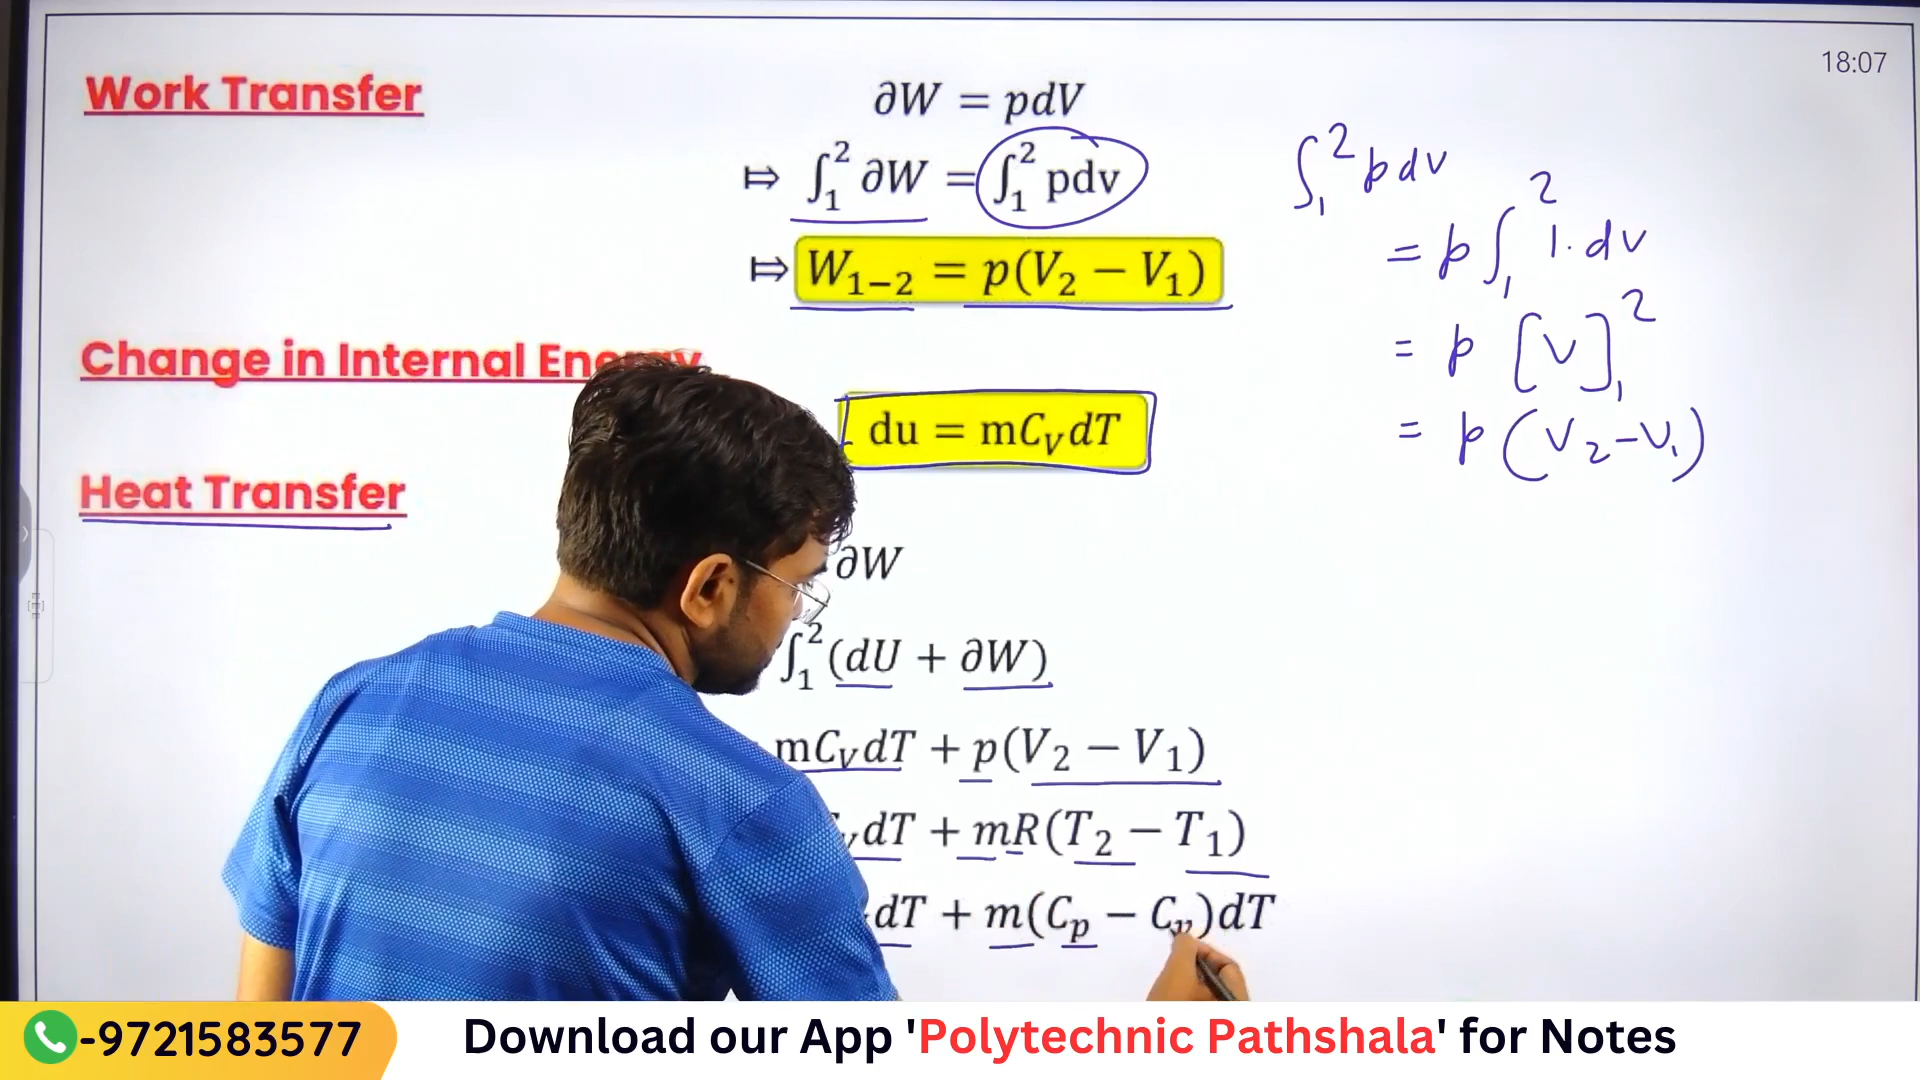 18:07
Work Transfer
∂W = pdV
⤇ ∫₁² ∂W = ∫₁² pdv
⤇ W₁₋₂ = p(V₂ − V₁)
∫₁² pdv
= p ∫₁² 1. dv
= p [V]₁²
= p (V₂-V₁)
Change in Internal Energy
du = mC_V dT
Heat Transfer
∂W
∫₁² (dU + ∂W)
mC_V dT + p(V₂ − V₁)
dT + mR(T₂ − T₁)
dT + m(C_p − C_v)dT
-9721583577
Download our App 'Polytechnic Pathshala' for Notes